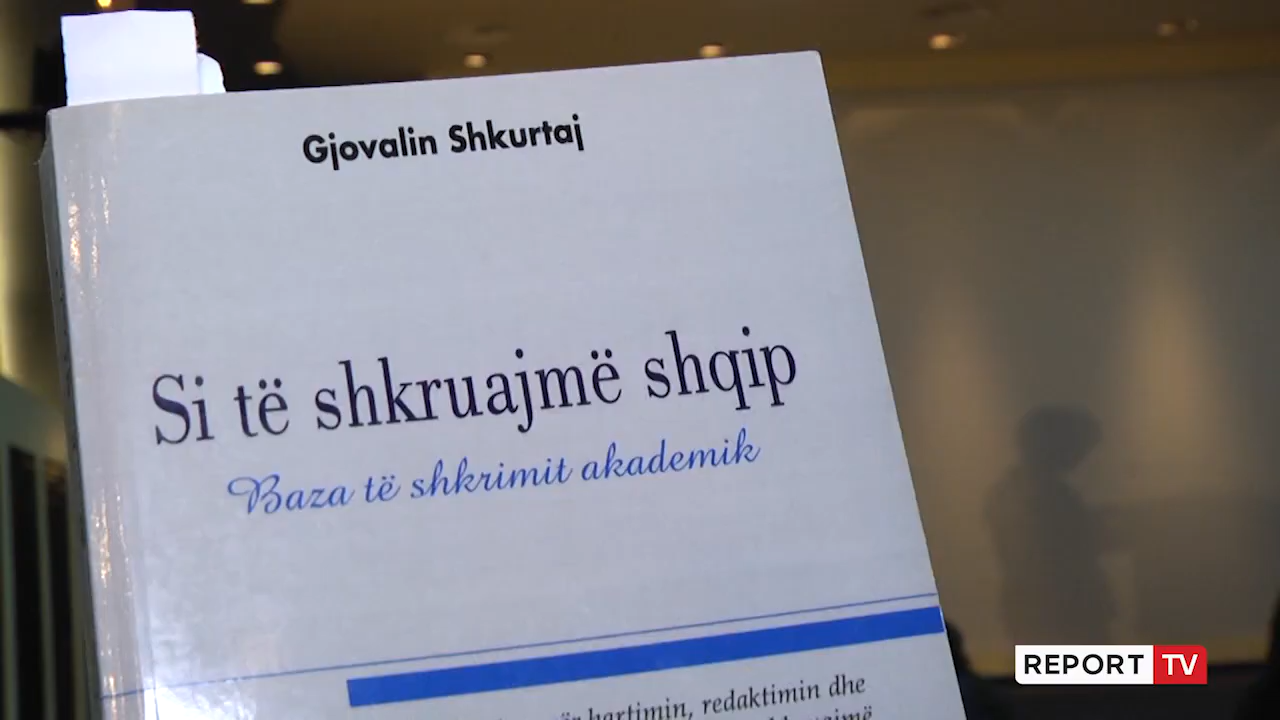 Gjovalin Shkurtaj
Si të shkruajmë shqip
Baza të shkrimit akademik
hartimin, redaktimin dhe
REPORT TV